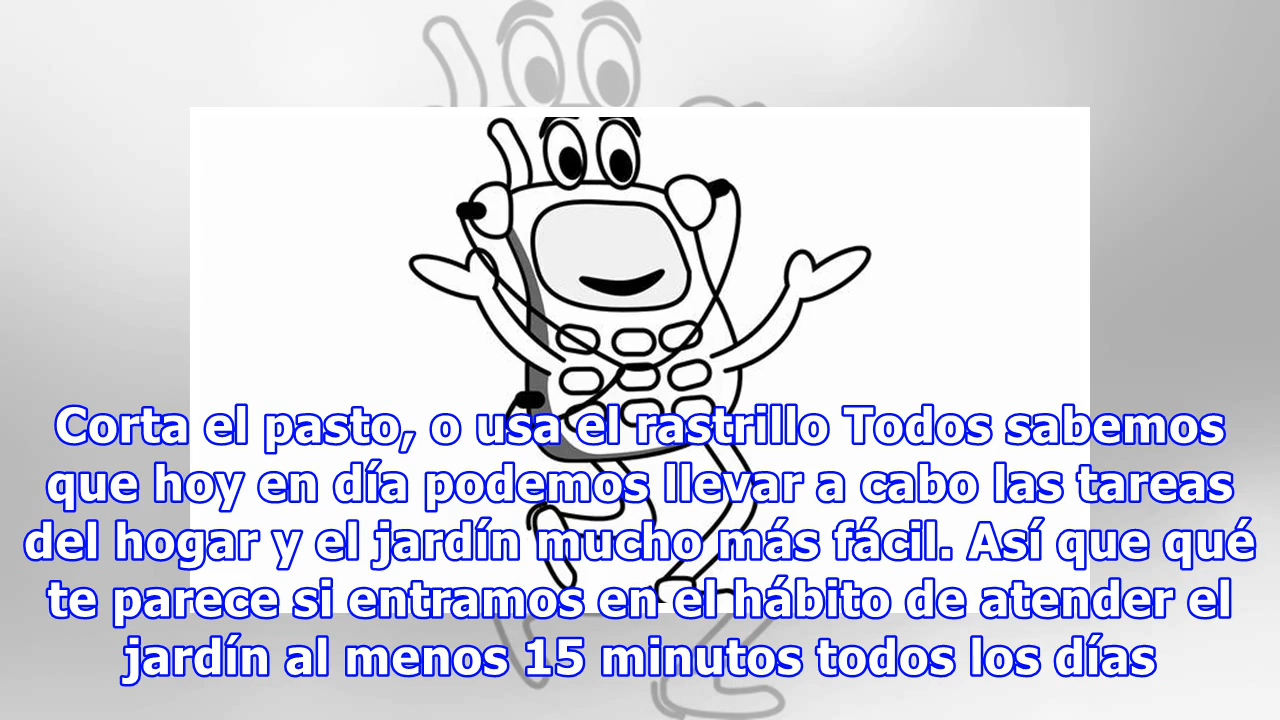 Corta el pasto, o usa el rastrillo Todos sabemos
que hoy en día podemos llevar a cabo las tareas
del hogar y el jardín mucho más fácil. Así que qué
te parece si entramos en el hábito de atender el
jardín al menos 15 minutos todos los días